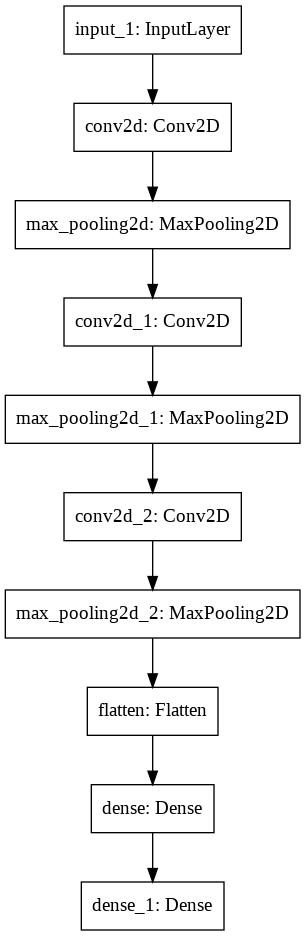 input_1: InputLayer
conv2d: Conv2D
max_pooling2d: MaxPooling2D
conv2d_1: Conv2D
max_pooling2d_1: MaxPooling2D
conv2d_2: Conv2D
max_pooling2d_2: MaxPooling2D
flatten: Flatten
dense: Dense
dense_1: Dense